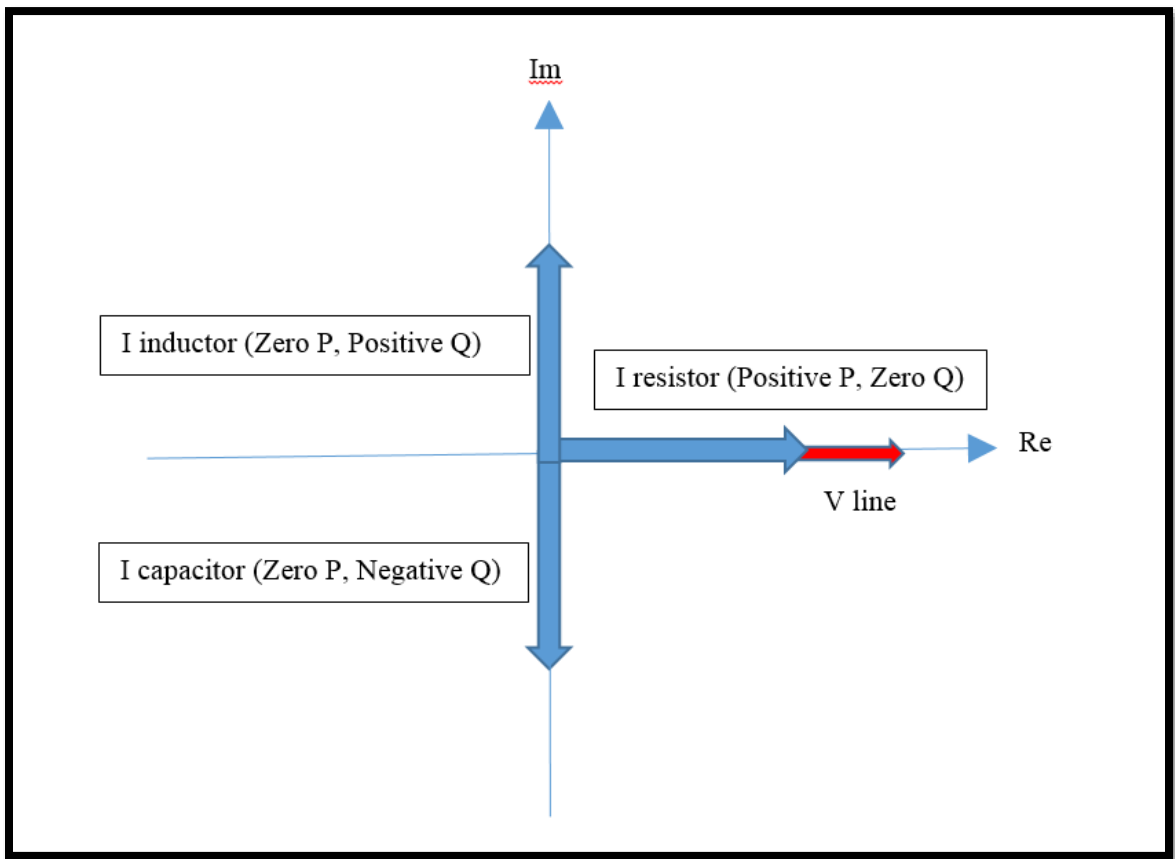 Im
I inductor (Zero P, Positive Q)
I resistor (Positive P, Zero Q)
Re
V line
I capacitor (Zero P, Negative Q)